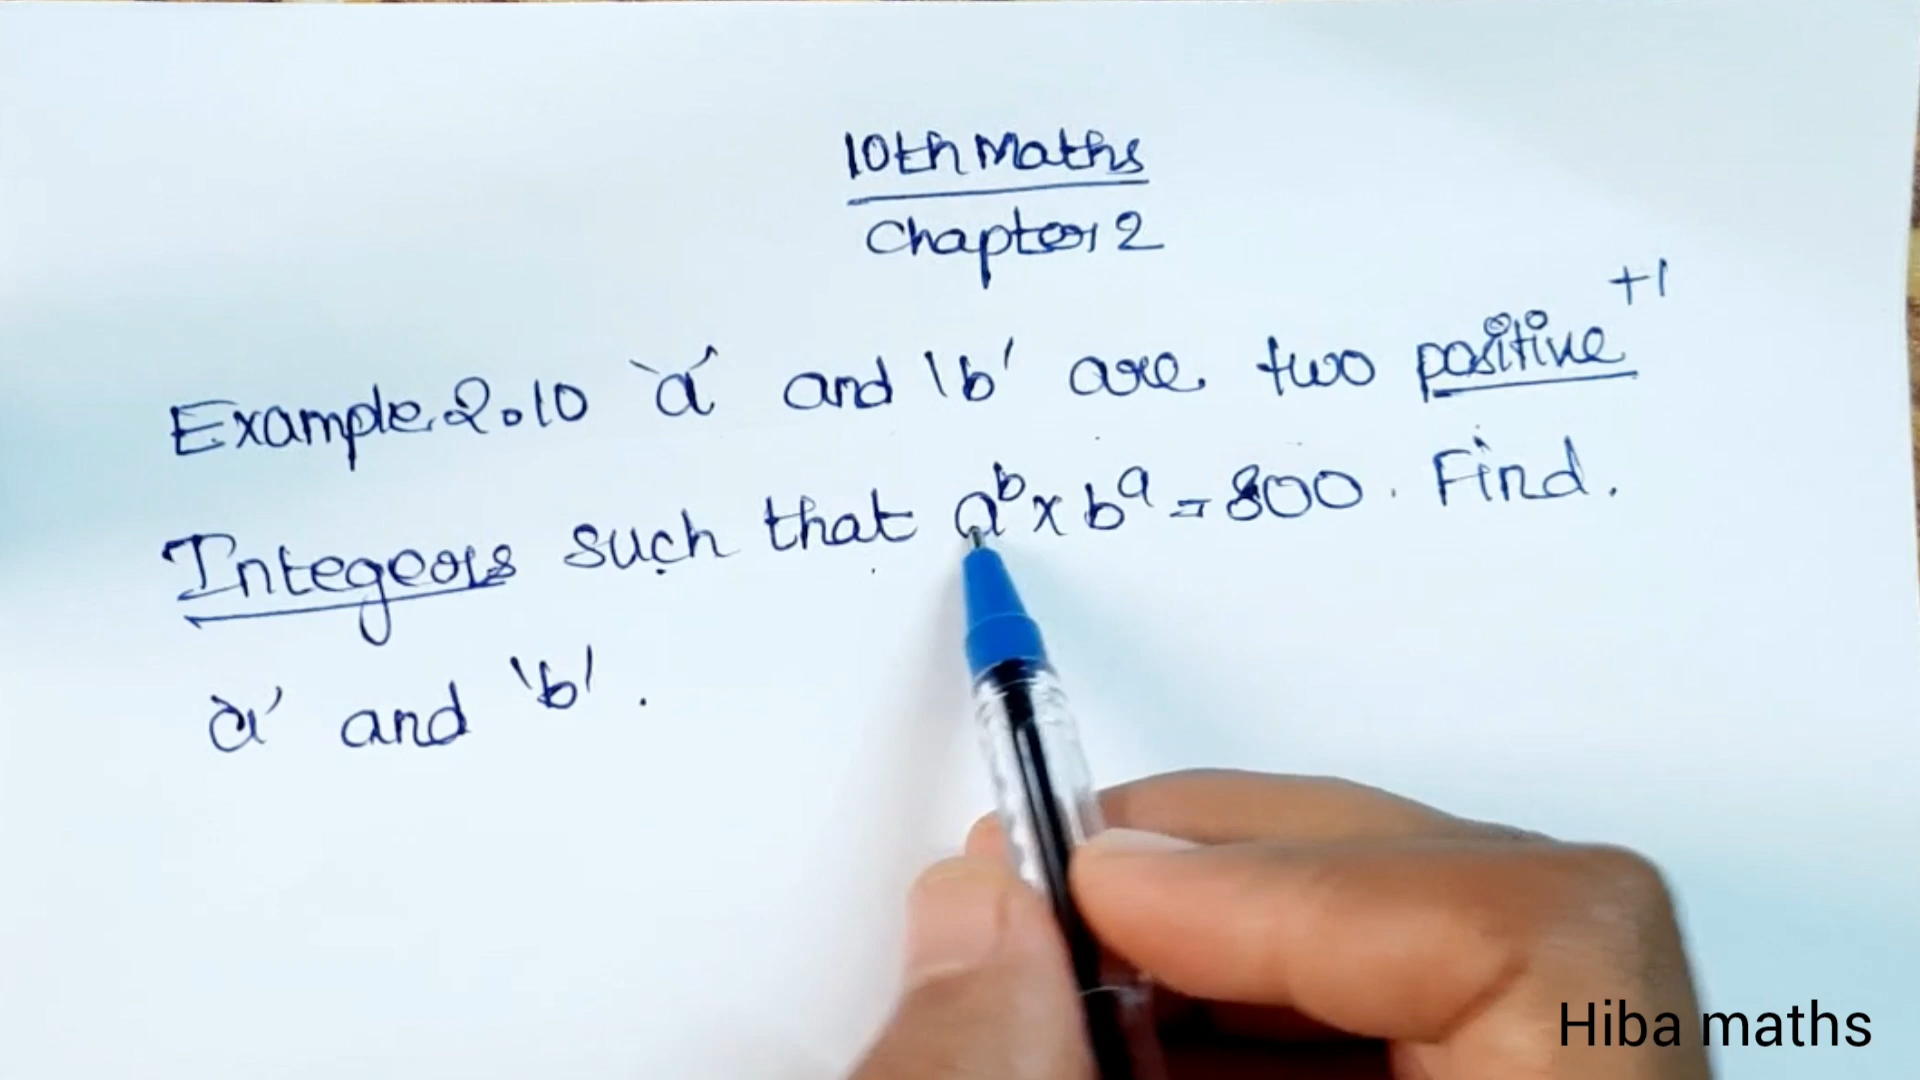 10th Maths
Chapter 2
+1
Example 2.10 `a' and 'b' are two positive
Integers such that a^b x b^a = 800. Find.
a' and 'b'.
Hiba maths